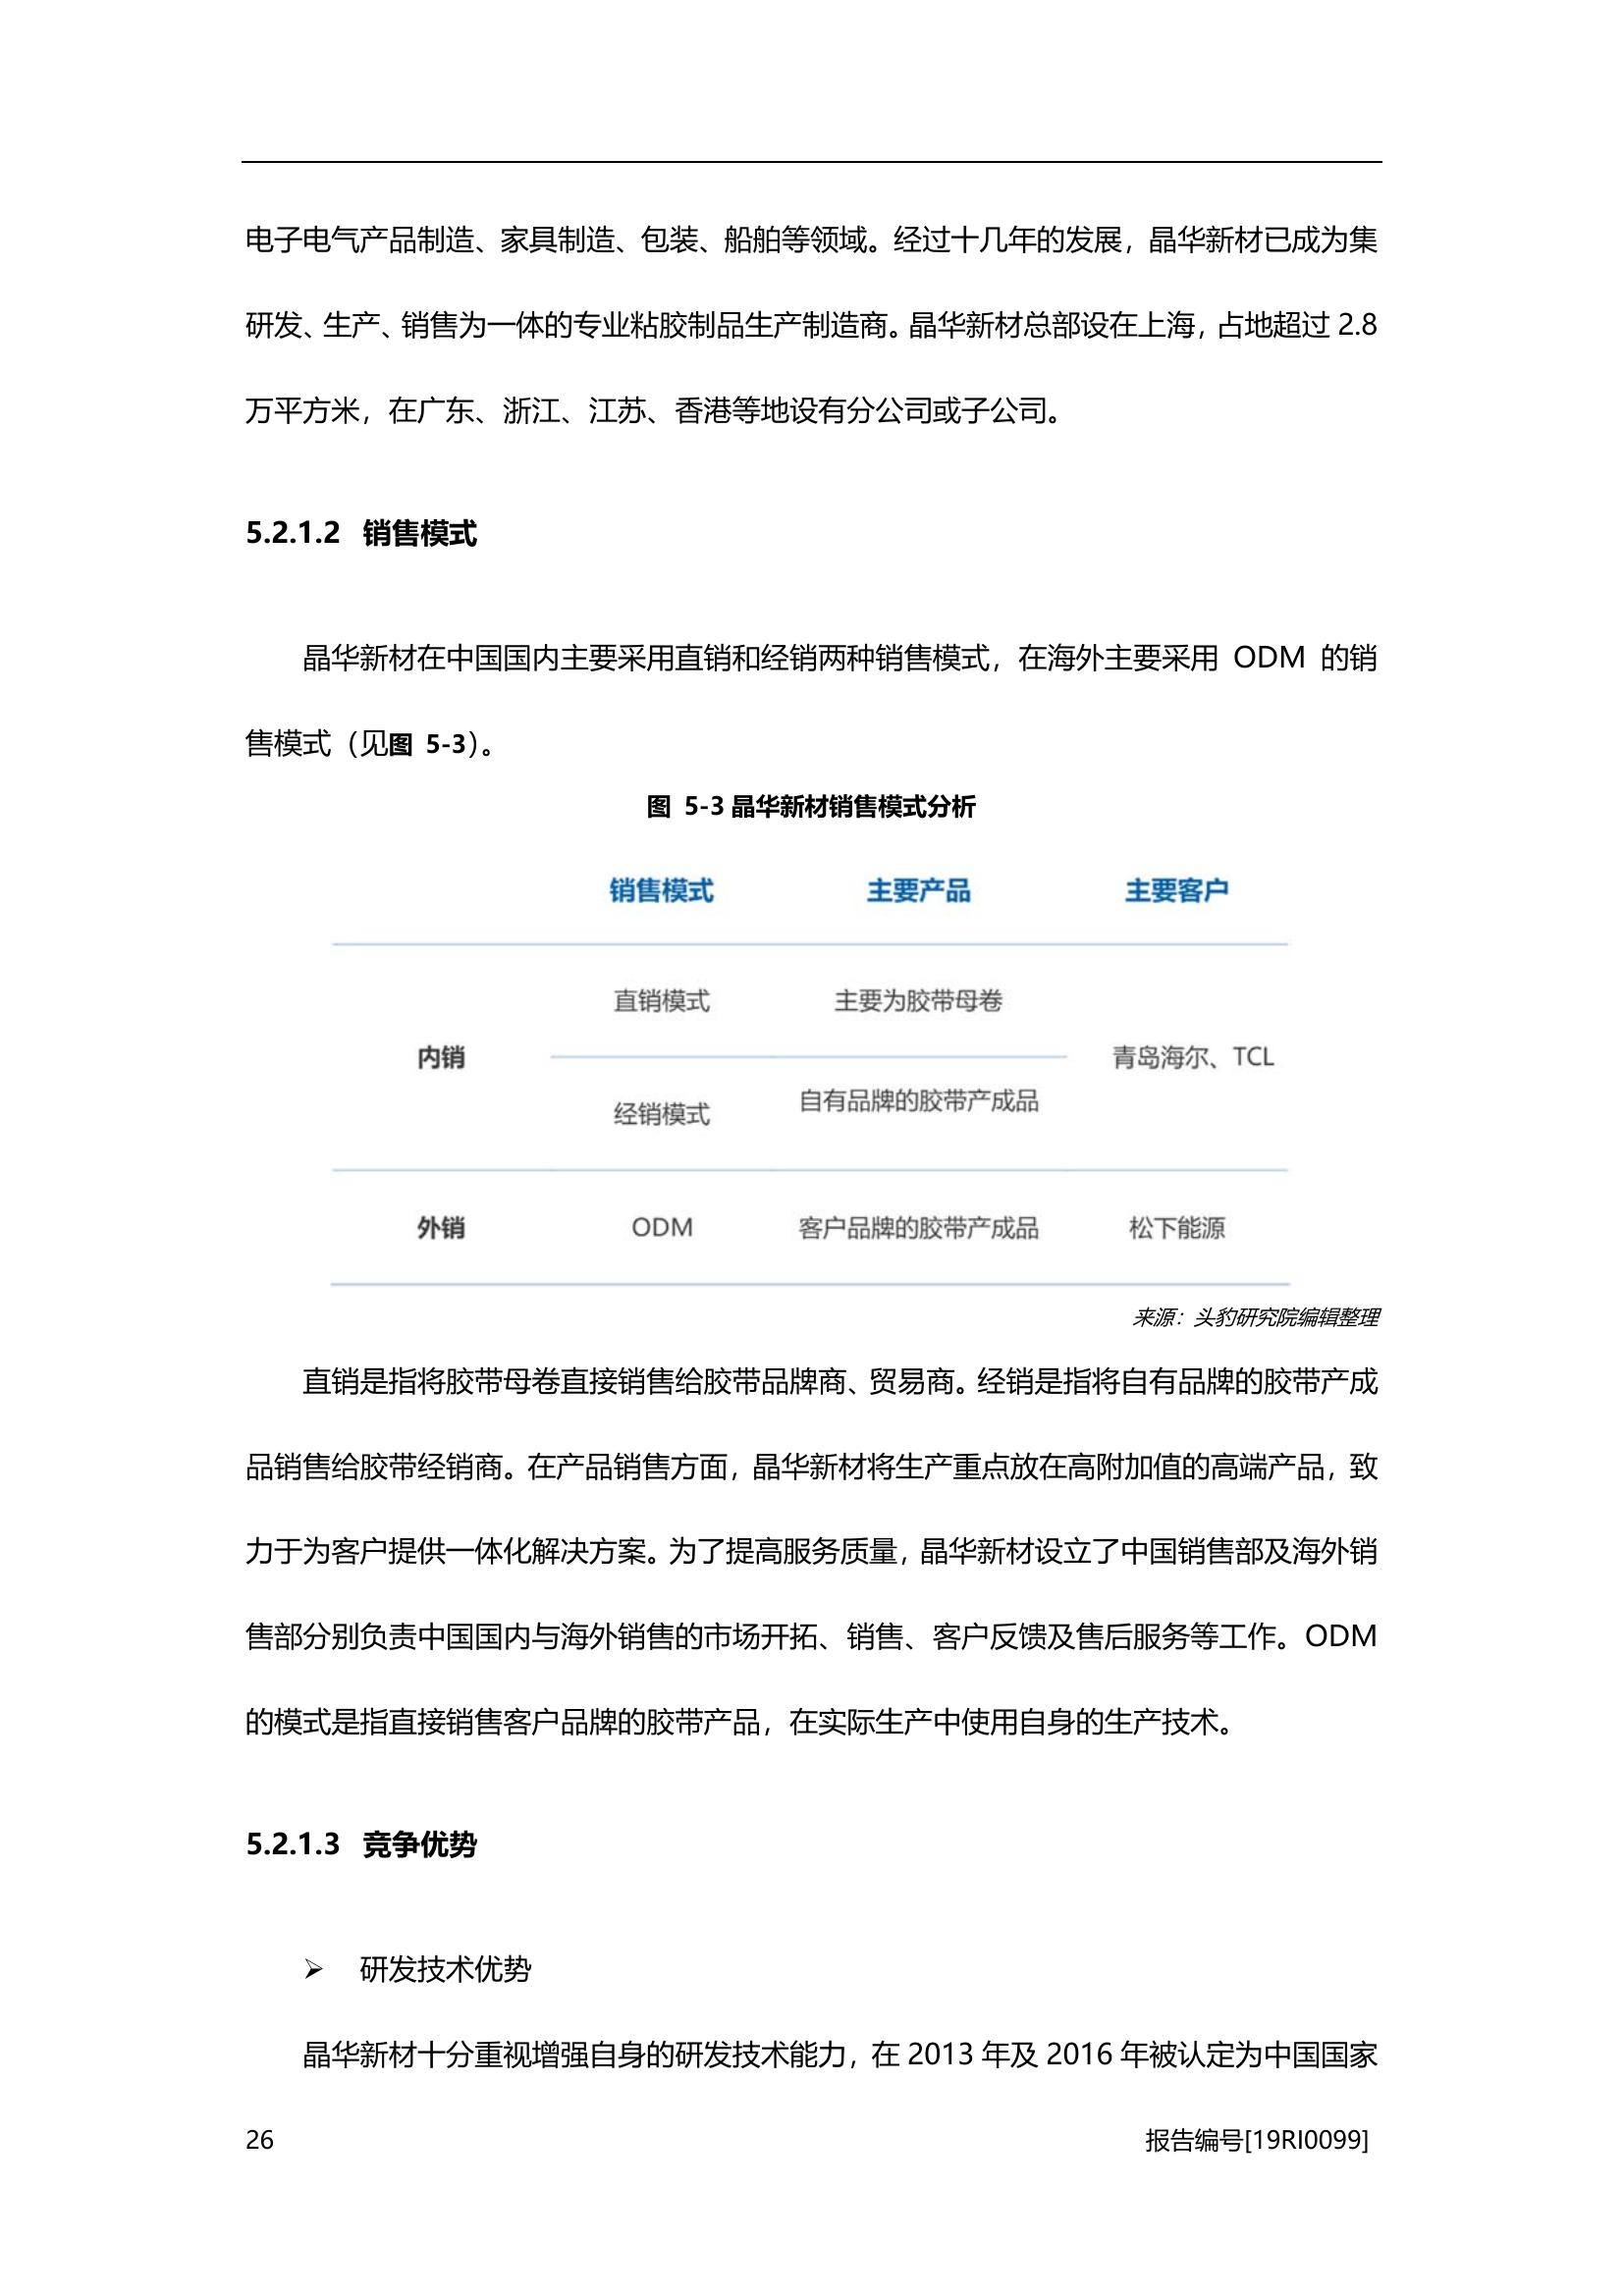 电子电气产品制造、家具制造、包装、船舶等领域。经过十几年的发展，晶华新材已成为集
研发、生产、销售为一体的专业粘胶制品生产制造商。晶华新材总部设在上海，占地超过 2.8
万平方米，在广东、浙江、江苏、香港等地设有分公司或子公司。
5.2.1.2 销售模式
晶华新材在中国国内主要采用直销和经销两种销售模式，在海外主要采用 ODM 的销
售模式（见图 5-3）。
图 5-3 晶华新材销售模式分析
销售模式 主要产品 主要客户
直销模式 主要为胶带母卷
内销 青岛海尔、TCL
经销模式 自有品牌的胶带产成品
外销 ODM 客户品牌的胶带产成品 松下能源
来源：头豹研究院编辑整理
直销是指将胶带母卷直接销售给胶带品牌商、贸易商。经销是指将自有品牌的胶带产成
品销售给胶带经销商。在产品销售方面，晶华新材将生产重点放在高附加值的高端产品，致
力于为客户提供一体化解决方案。为了提高服务质量，晶华新材设立了中国销售部及海外销
售部分别负责中国国内与海外销售的市场开拓、销售、客户反馈及售后服务等工作。ODM
的模式是指直接销售客户品牌的胶带产品，在实际生产中使用自身的生产技术。
5.2.1.3 竞争优势
➢ 研发技术优势
晶华新材十分重视增强自身的研发技术能力，在 2013 年及 2016 年被认定为中国国家
26 报告编号[19RI0099]